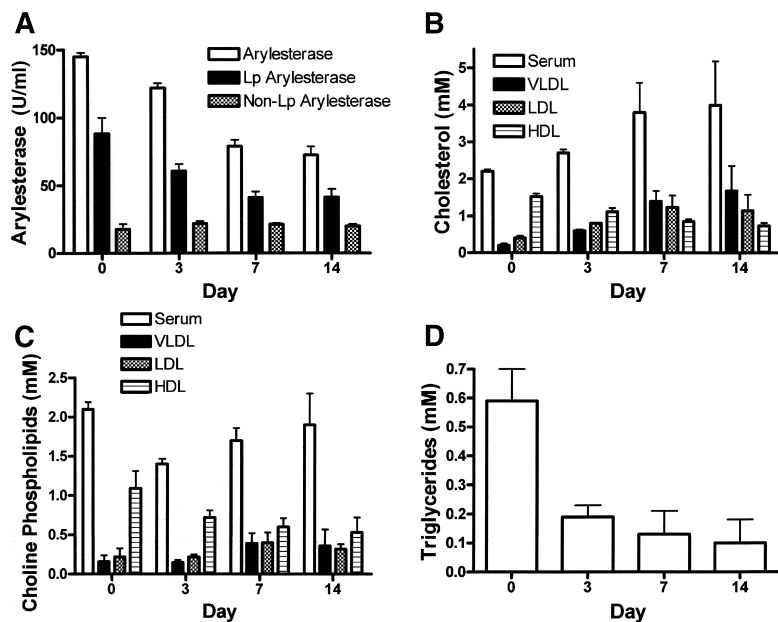 A
Arylesterase (U/ml)
150
100
50
0
Arylesterase
Lp Arylesterase
Non-Lp Arylesterase
0 3 7 14
Day
B
Cholesterol (mM)
5
4
3
2
1
0
Serum
VLDL
LDL
HDL
0 3 7 14
Day
C
Choline Phospholipids (mM)
2.5
2.0
1.5
1.0
0.5
0.0
Serum
VLDL
LDL
HDL
0 3 7 14
Day
D
Triglycerides (mM)
0.7
0.6
0.5
0.4
0.3
0.2
0.1
0.0
0 3 7 14
Day